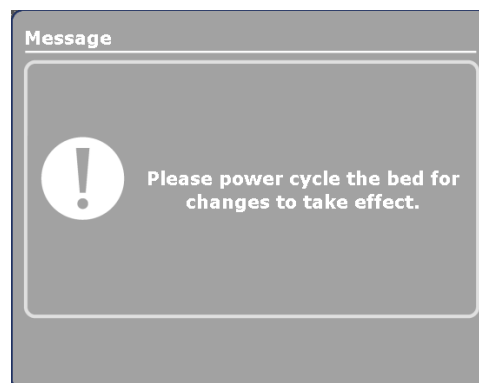 Message
Please power cycle the bed for
changes to take effect.